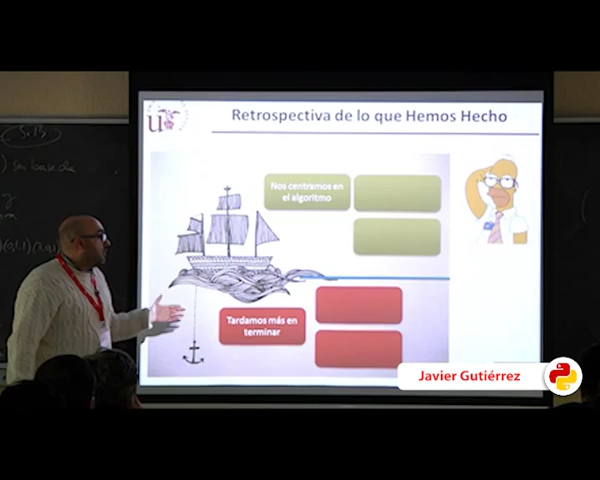 Retrospectiva de lo que Hemos Hecho
u
Nos centramos en
el algoritmo
Tardamos más en
terminar
Javier Gutiérrez